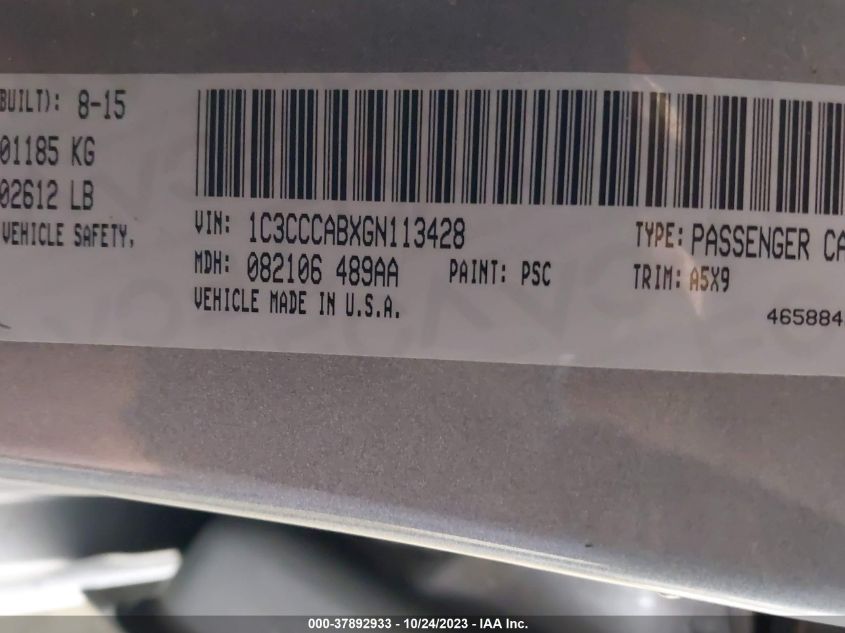 BUILT): 8-15
01185 KG
02612 LB
VEHICLE SAFETY.
VIN: 1C3CCCABXGN113428 TYPE: PASSENGER CA
MDH: 082106 489AA PAINT: PSC TRIM: A5X9
VEHICLE MADE IN U.S.A.
465884
000-37892933 - 10/24/2023 - IAA Inc.